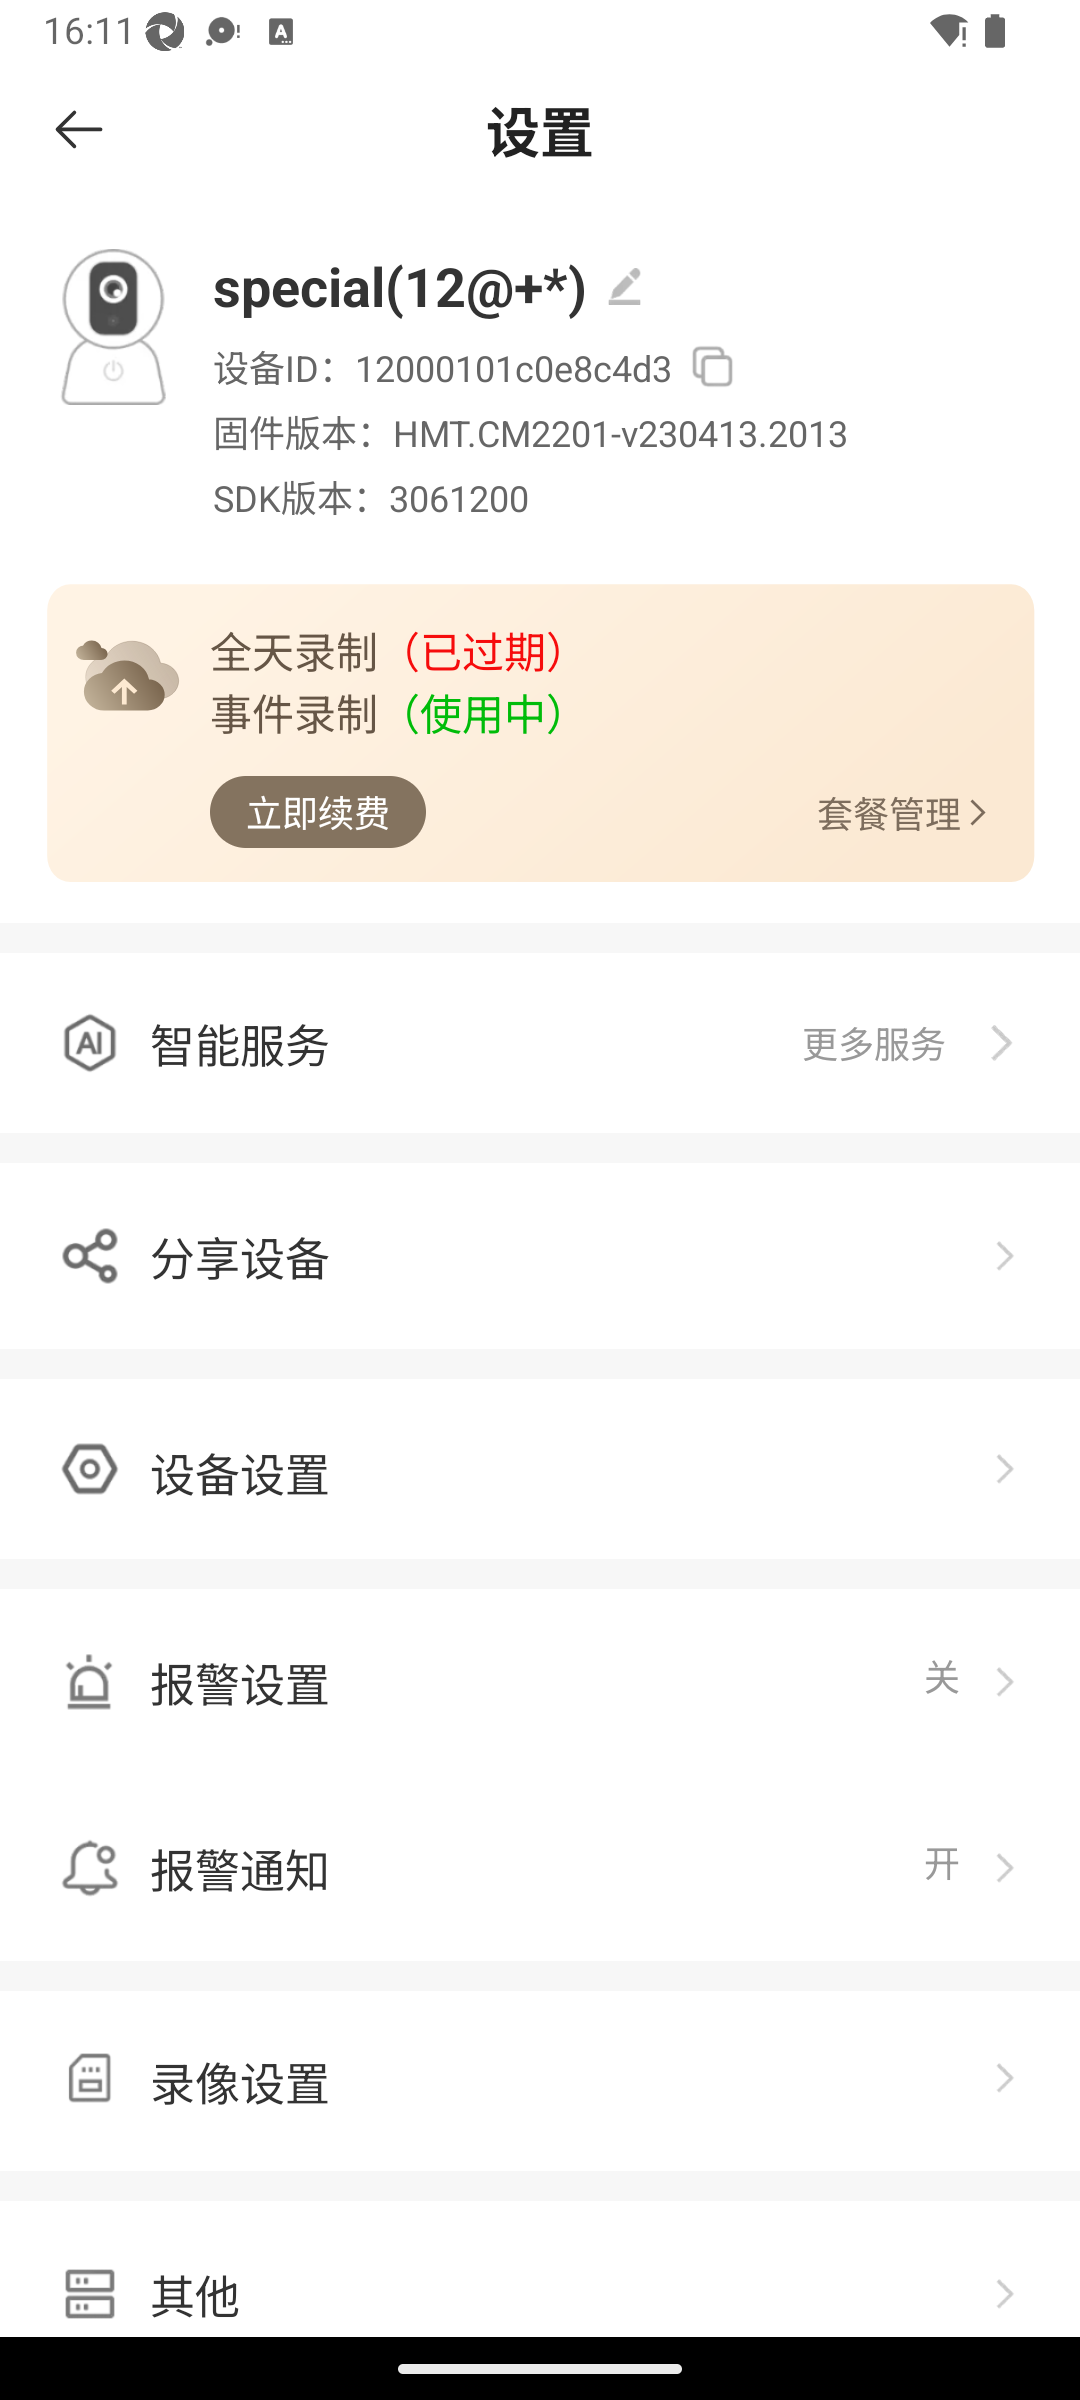 16:11
设置
special(12@+*)
设备ID：12000101c0e8c4d3
固件版本：HMT.CM2201-v230413.2013
SDK版本：3061200
全天录制（已过期）
事件录制（使用中）
立即续费
套餐管理
智能服务
更多服务
分享设备
设备设置
报警设置
关
报警通知
开
录像设置
其他